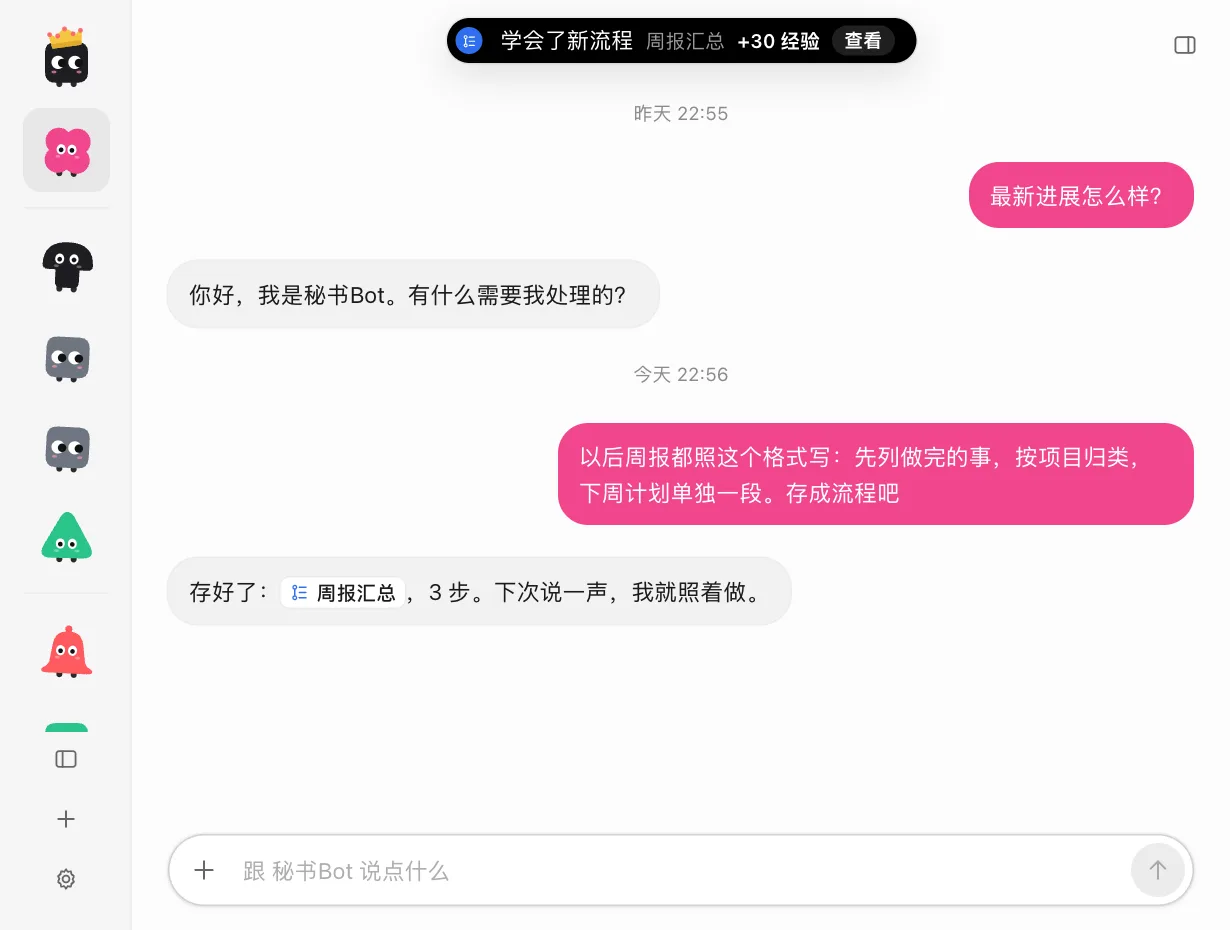 学会了新流程 周报汇总 +30 经验 查看
昨天 22:55
最新进展怎么样?
你好，我是秘书Bot。有什么需要我处理的?
今天 22:56
以后周报都照这个格式写：先列做完的事，按项目归类，
下周计划单独一段。存成流程吧
存好了： 周报汇总 ，3 步。下次说一声，我就照着做。
跟 秘书Bot 说点什么